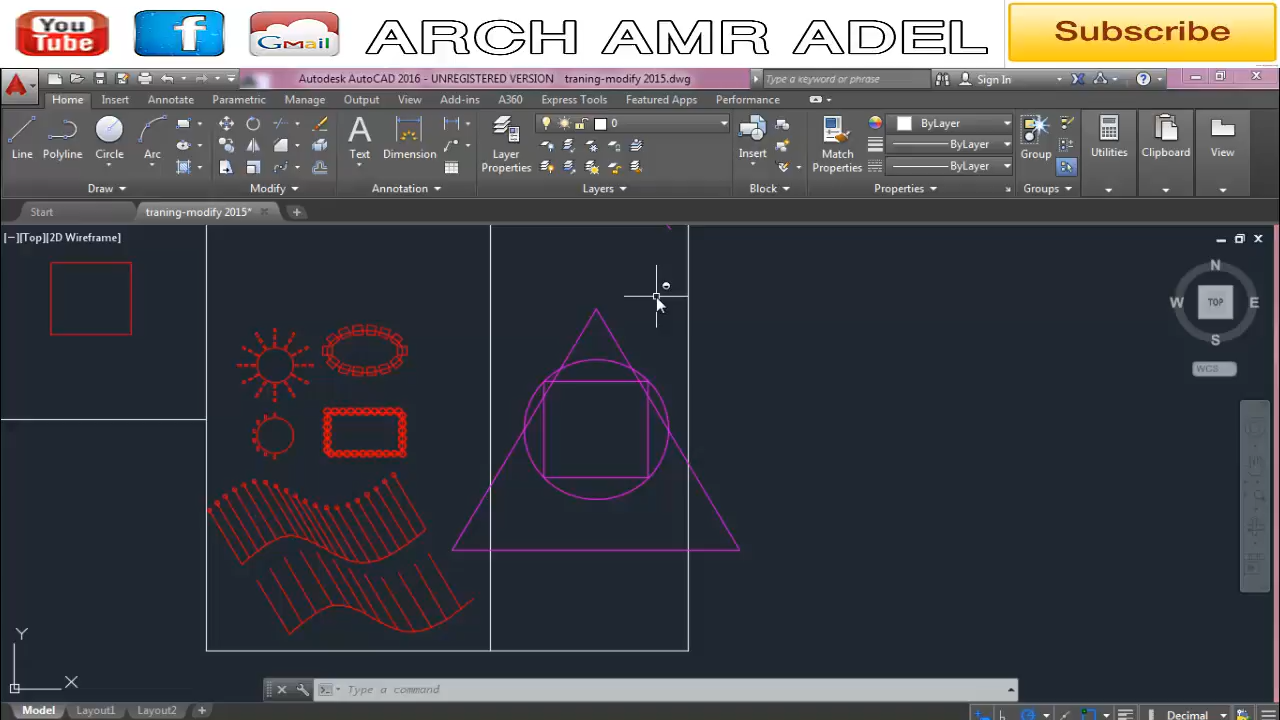 You
Tube
f
Gmail
ARCH AMR ADEL
Subscribe
Autodesk AutoCAD 2016 - UNREGISTERED VERSION traning-modify 2015.dwg
Type a keyword or phrase
Sign In
Home Insert Annotate Parametric Manage Output View Add-ins A360 Express Tools Featured Apps Performance
Line Polyline Circle Arc
Text Dimension
Layer
Properties
0
Insert
Match
Properties
ByLayer
ByLayer
ByLayer
Group
Utilities Clipboard View
Draw Modify Annotation Layers Block Properties Groups
Start traning-modify 2015*
[−][Top][2D Wireframe]
N
W TOP E
S
WCS
Y
X
Type a command
Model Layout1 Layout2 +
Decimal